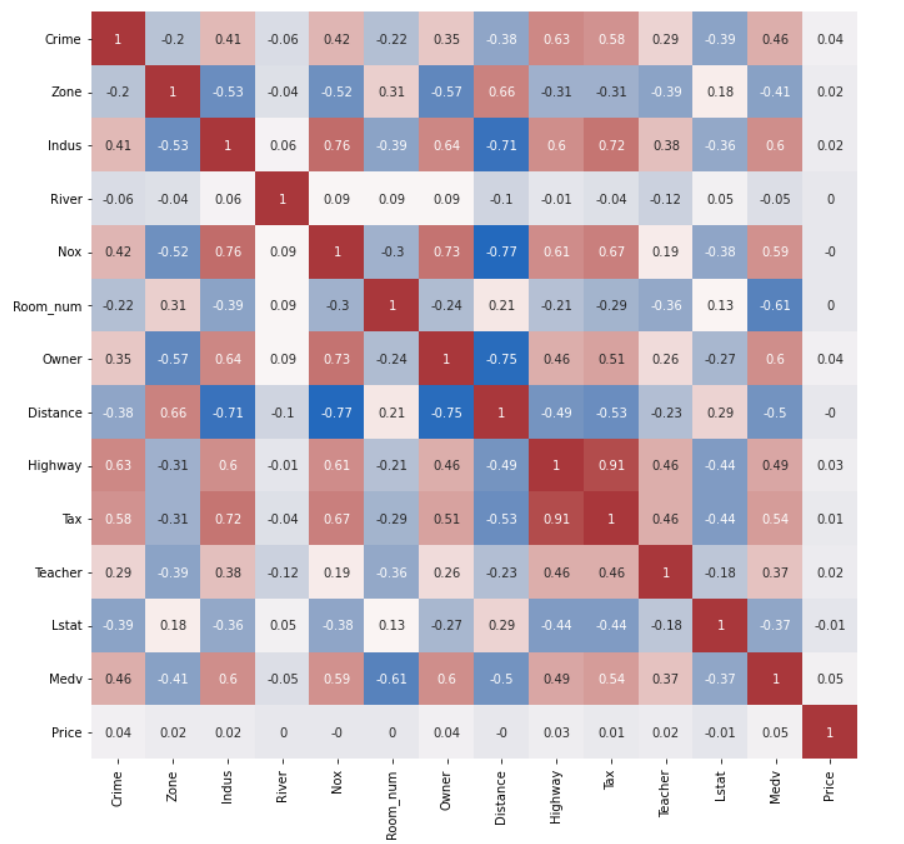 Crime 1 -0.2 0.41 -0.06 0.42 -0.22 0.35 -0.38 0.63 0.58 0.29 -0.39 0.46 0.04
Zone -0.2 1 -0.53 -0.04 -0.52 0.31 -0.57 0.66 -0.31 -0.31 -0.39 0.18 -0.41 0.02
Indus 0.41 -0.53 1 0.06 0.76 -0.39 0.64 -0.71 0.6 0.72 0.38 -0.36 0.6 0.02
River -0.06 -0.04 0.06 1 0.09 0.09 0.09 -0.1 -0.01 -0.04 -0.12 0.05 -0.05 0
Nox 0.42 -0.52 0.76 0.09 1 -0.3 0.73 -0.77 0.61 0.67 0.19 -0.38 0.59 -0
Room_num -0.22 0.31 -0.39 0.09 -0.3 1 -0.24 0.21 -0.21 -0.29 -0.36 0.13 -0.61 0
Owner 0.35 -0.57 0.64 0.09 0.73 -0.24 1 -0.75 0.46 0.51 0.26 -0.27 0.6 0.04
Distance -0.38 0.66 -0.71 -0.1 -0.77 0.21 -0.75 1 -0.49 -0.53 -0.23 0.29 -0.5 -0
Highway 0.63 -0.31 0.6 -0.01 0.61 -0.21 0.46 -0.49 1 0.91 0.46 -0.44 0.49 0.03
Tax 0.58 -0.31 0.72 -0.04 0.67 -0.29 0.51 -0.53 0.91 1 0.46 -0.44 0.54 0.01
Teacher 0.29 -0.39 0.38 -0.12 0.19 -0.36 0.26 -0.23 0.46 0.46 1 -0.18 0.37 0.02
Lstat -0.39 0.18 -0.36 0.05 -0.38 0.13 -0.27 0.29 -0.44 -0.44 -0.18 1 -0.37 -0.01
Medv 0.46 -0.41 0.6 -0.05 0.59 -0.61 0.6 -0.5 0.49 0.54 0.37 -0.37 1 0.05
Price 0.04 0.02 0.02 0 -0 0 0.04 -0 0.03 0.01 0.02 -0.01 0.05 1
Crime Zone Indus River Nox Room_num Owner Distance Highway Tax Teacher Lstat Medv Price